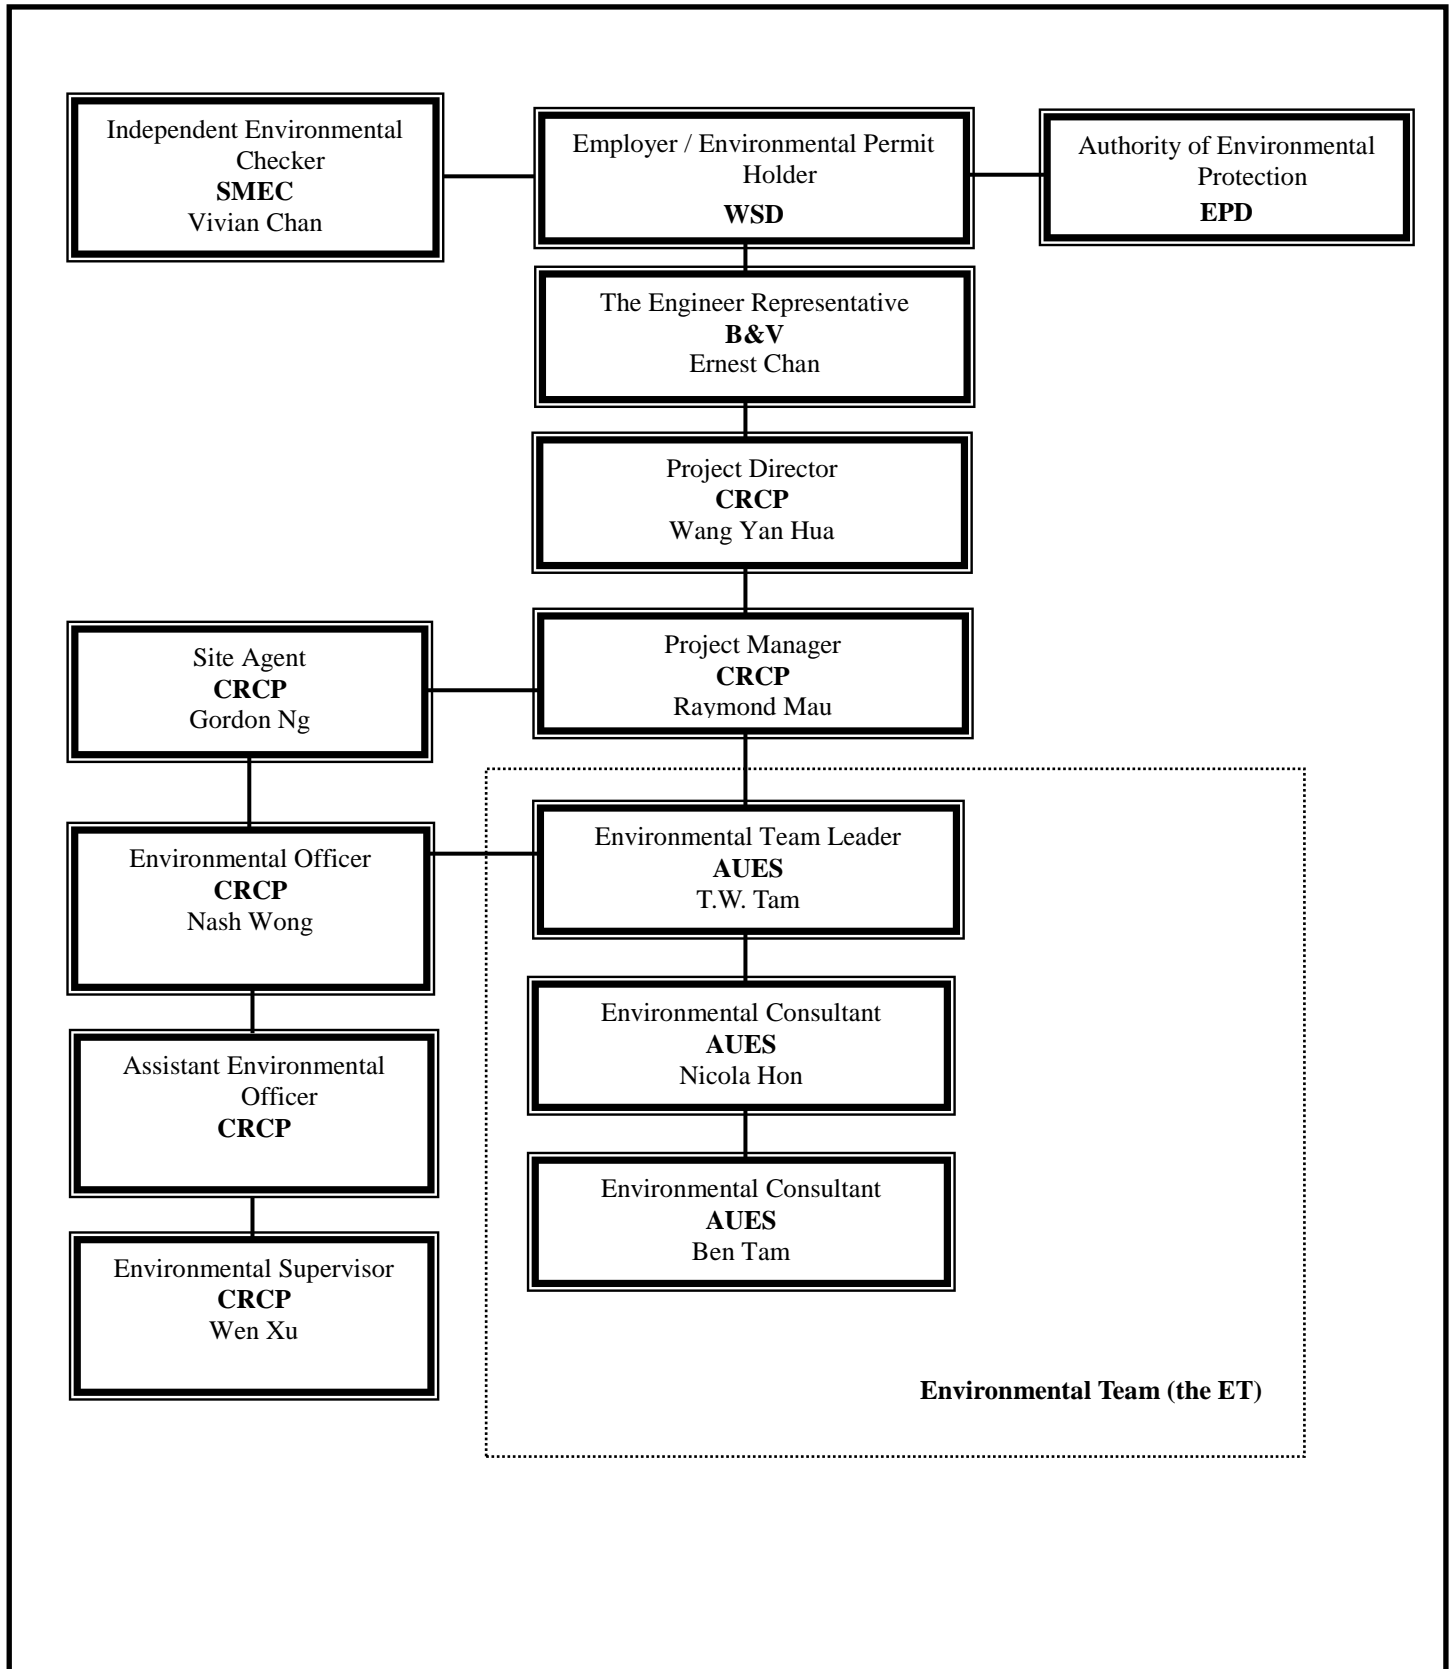 Independent Environmental
Checker
SMEC
Vivian Chan
Employer / Environmental Permit
Holder
WSD
Authority of Environmental
Protection
EPD
The Engineer Representative
B&V
Ernest Chan
Project Director
CRCP
Wang Yan Hua
Project Manager
CRCP
Raymond Mau
Site Agent
CRCP
Gordon Ng
Environmental Officer
CRCP
Nash Wong
Environmental Team Leader
AUES
T.W. Tam
Assistant Environmental
Officer
CRCP
Environmental Consultant
AUES
Nicola Hon
Environmental Supervisor
CRCP
Wen Xu
Environmental Consultant
AUES
Ben Tam
Environmental Team (the ET)